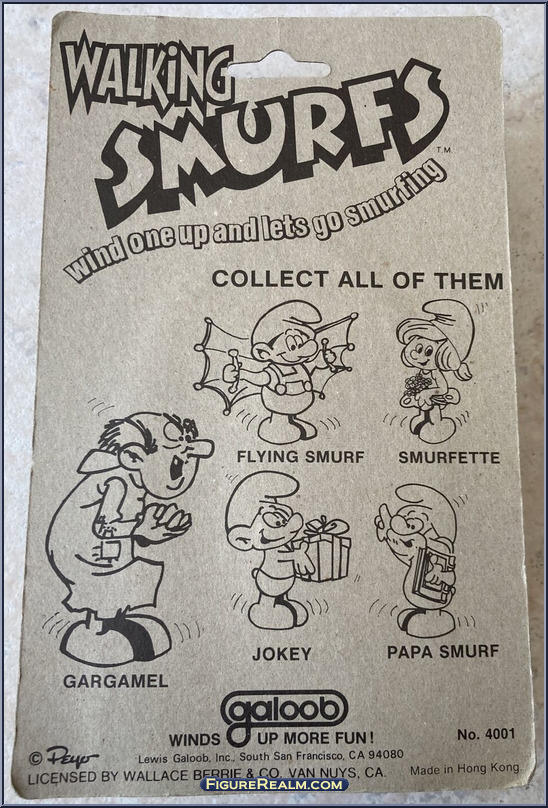 WALKiNG
SMURFS
T.M.
wind one up and lets go smurfing
COLLECT ALL OF THEM
FLYING SMURF
SMURFETTE
JOKEY
PAPA SMURF
GARGAMEL
galoob
WINDS UP MORE FUN!
No. 4001
© Peyo
Lewis Galoob, Inc., South San Francisco, CA 94080
LICENSED BY WALLACE BERRIE & CO. VAN NUYS, CA.
Made in Hong Kong.
FigureRealm.com